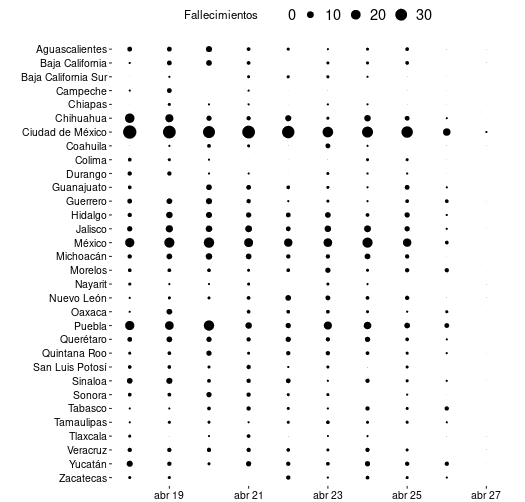 Fallecimientos 0 10 20 30
Aguascalientes
Baja California
Baja California Sur
Campeche
Chiapas
Chihuahua
Ciudad de México
Coahuila
Colima
Durango
Guanajuato
Guerrero
Hidalgo
Jalisco
México
Michoacán
Morelos
Nayarit
Nuevo León
Oaxaca
Puebla
Querétaro
Quintana Roo
San Luis Potosí
Sinaloa
Sonora
Tabasco
Tamaulipas
Tlaxcala
Veracruz
Yucatán
Zacatecas
abr 19 abr 21 abr 23 abr 25 abr 27